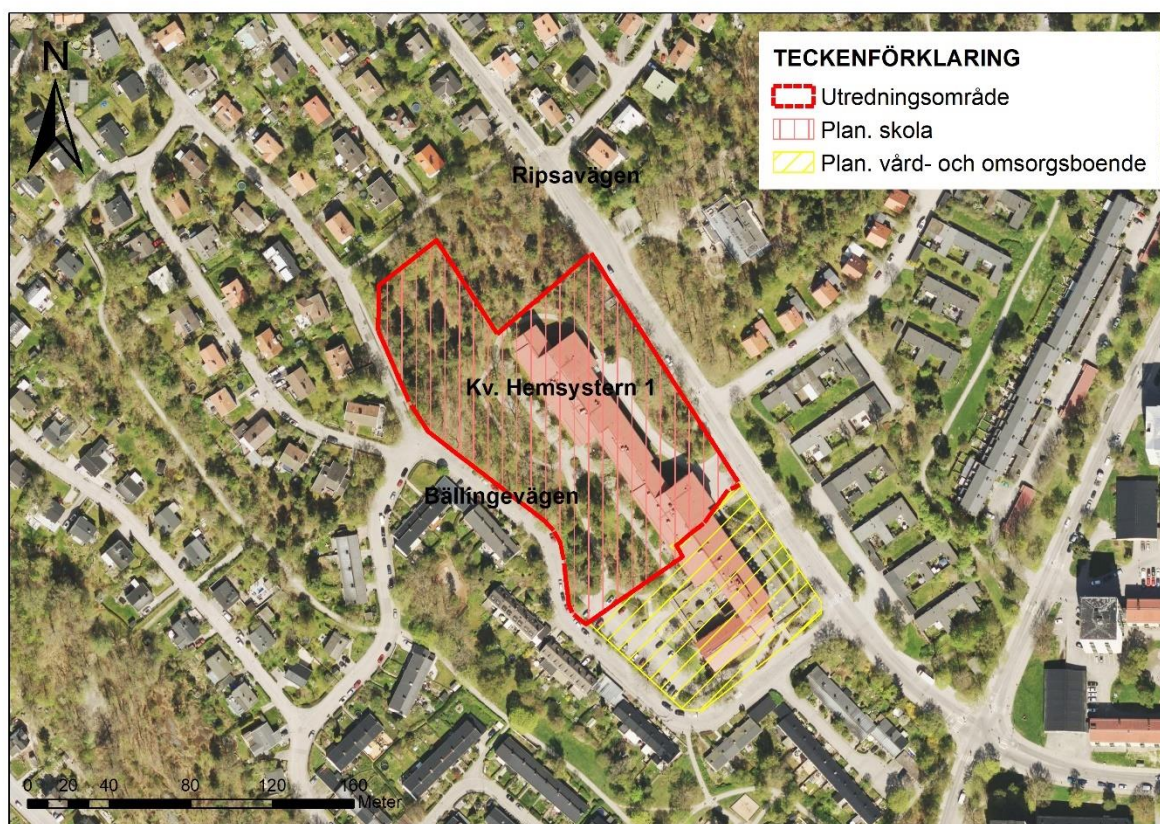 N
TECKENFÖRKLARING
Utredningsområde
Plan. skola
Plan. vård- och omsorgsboende
Ripsavägen
Kv. Hemsystern 1
Bällingevägen
0 20 40 80 120 160
Meter